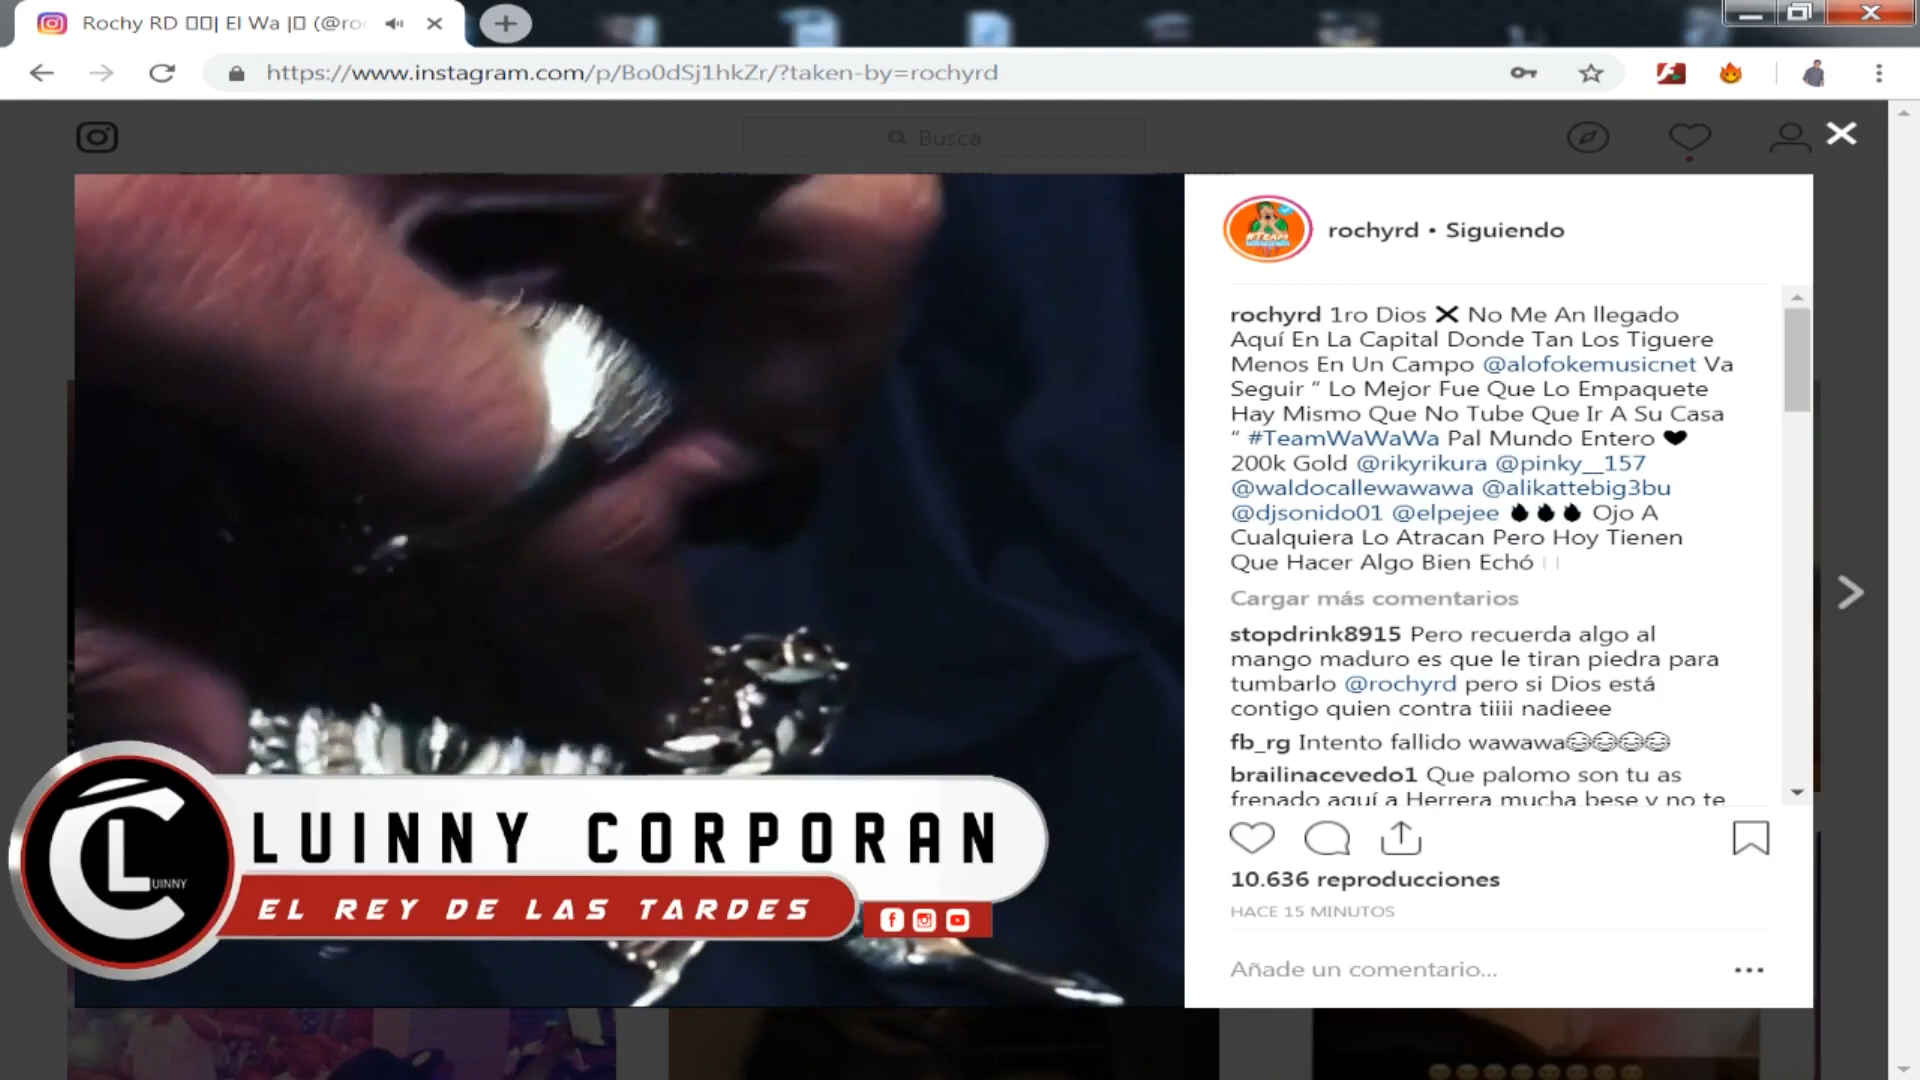 Rochy RD | El Wa | (@ro
https://www.instagram.com/p/Bo0dSj1hkZr/?taken-by=rochyrd
Busca
rochyrd • Siguiendo
#TEAM
rochyrd 1ro Dios ✖ No Me An llegado
Aquí En La Capital Donde Tan Los Tiguere
Menos En Un Campo @alofokemusicnet Va
Seguir “ Lo Mejor Fue Que Lo Empaquete
Hay Mismo Que No Tube Que Ir A Su Casa
“ #TeamWaWaWa Pal Mundo Entero ❤
200k Gold @rikyrikura @pinky__157
@waldocallewawawa @alikattebig3bu
@djsonido01 @elpejee 🔥🔥🔥 Ojo A
Cualquiera Lo Atracan Pero Hoy Tienen
Que Hacer Algo Bien Echó
Cargar más comentarios
stopdrink8915 Pero recuerda algo al
mango maduro es que le tiran piedra para
tumbarlo @rochyrd pero si Dios está
contigo quien contra tiiii nadieee
fb_rg Intento fallido wawawa😂😂😂😂
brailinacevedo1 Que palomo son tu as
frenado aquí a Herrera mucha bese y no te
10.636 reproducciones
HACE 15 MINUTOS
Añade un comentario...
LUINNY CORPORAN
EL REY DE LAS TARDES
CLUINNY